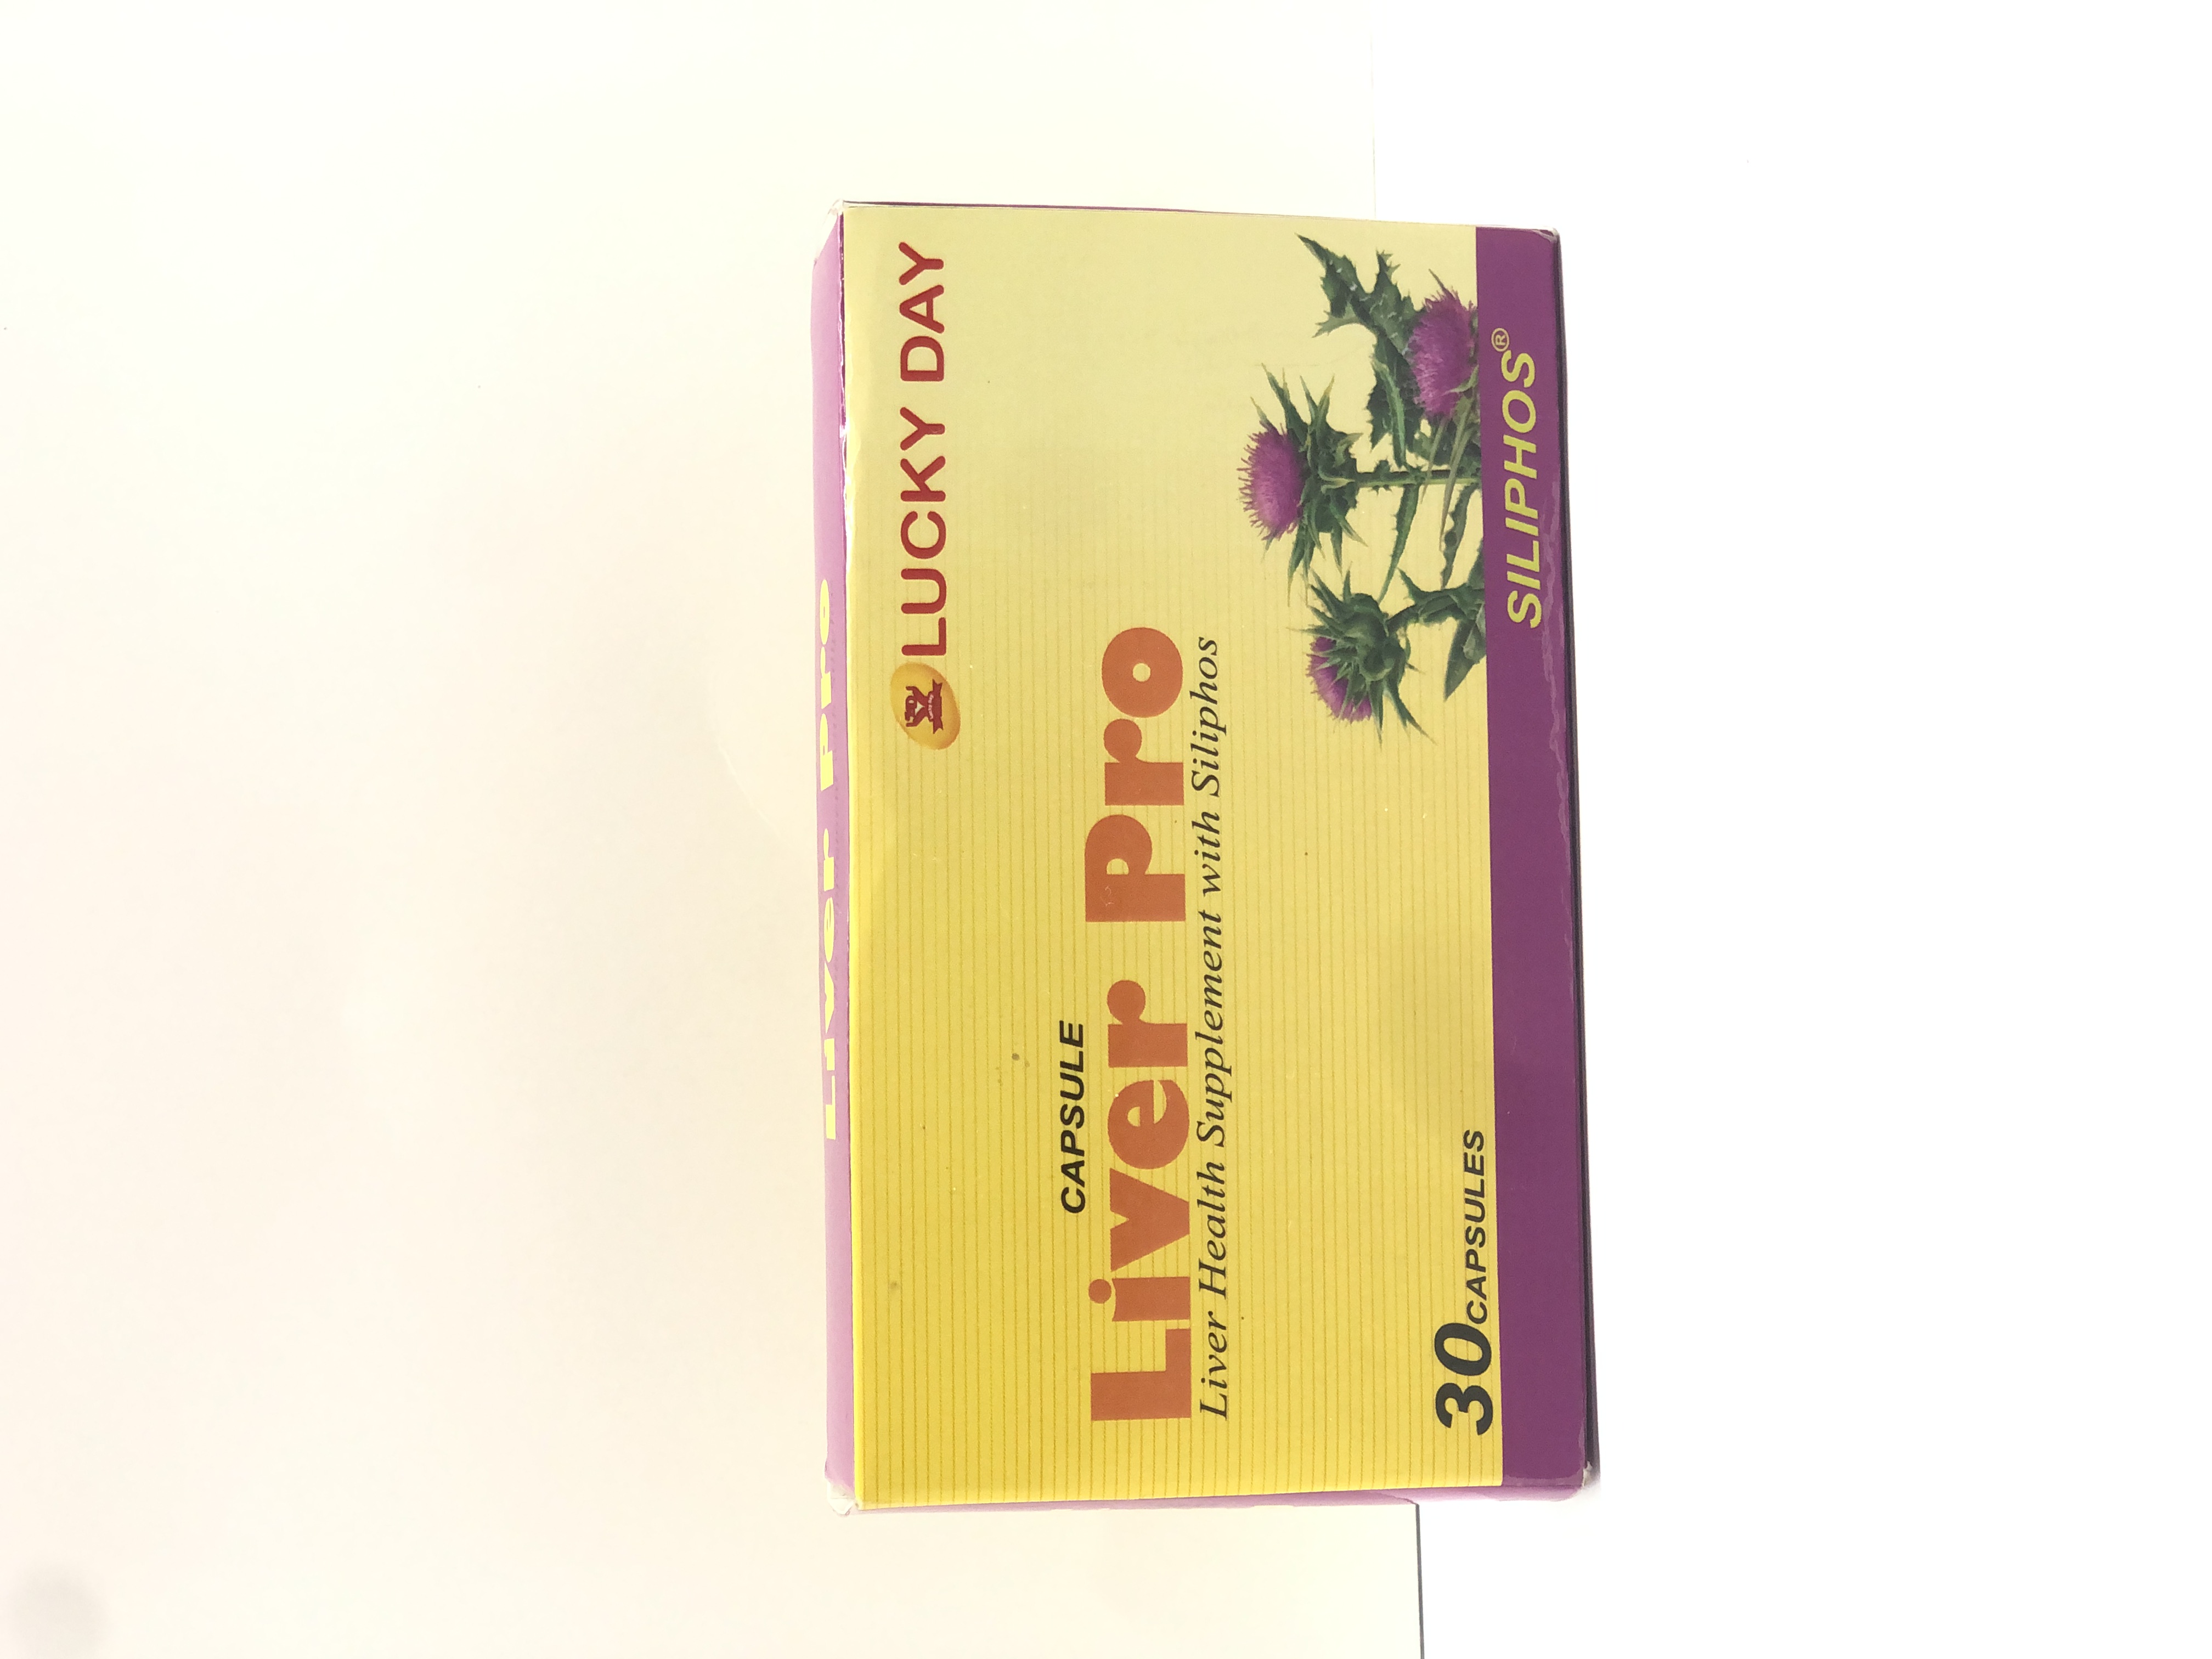 LUCKY DAY
CAPSULE
Liver Pro
Liver Health Supplement with Siliphos
30 CAPSULES
SILIPHOS®
Liver Pro